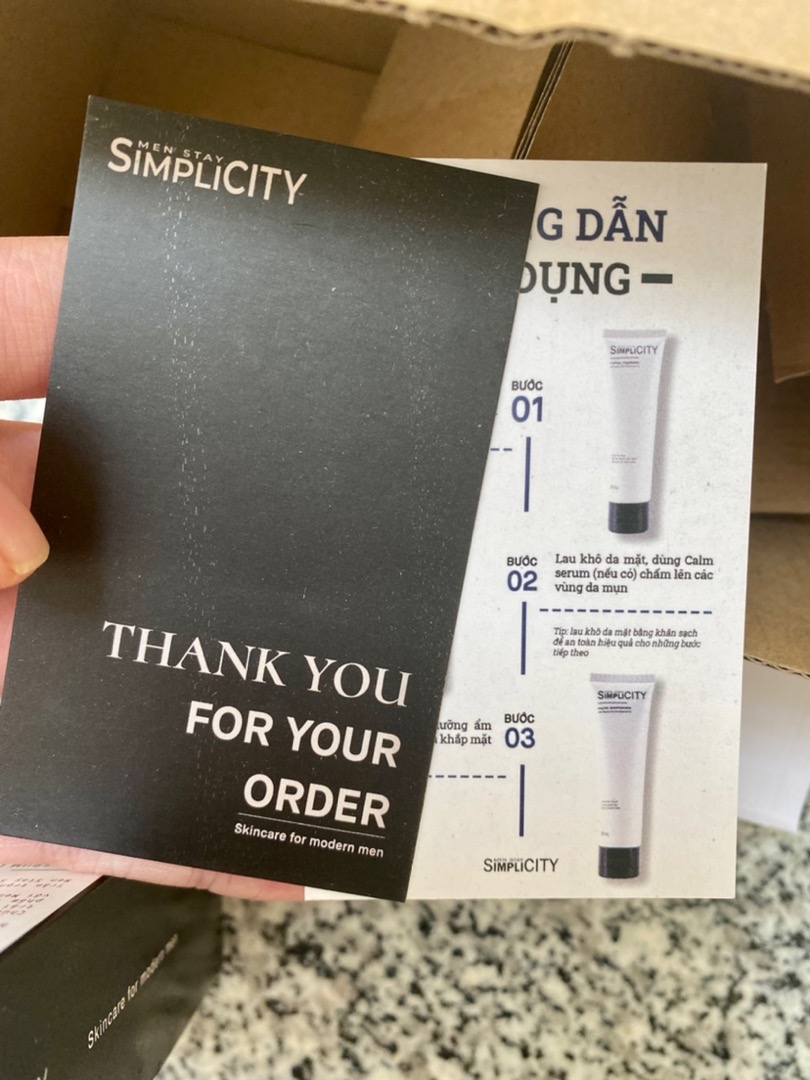 MEN STAY
SIMPLICITY
THANK YOU
FOR YOUR
ORDER
Skincare for modern men
G DẪN
DỤNG
SIMPLICITY
BƯỚC
01
BƯỚC
02
Lau khô da mặt, dùng Calm
serum (nếu có) chấm lên các
vùng da mụn
Tip: lau khô da mặt bằng khăn sạch
để an toàn hiệu quả cho những bước
tiếp theo
SIMPLICITY
ưỡng ẩm
khắp mặt
BƯỚC
03
MEN STAY
SIMPLICITY
Skincare for modern men